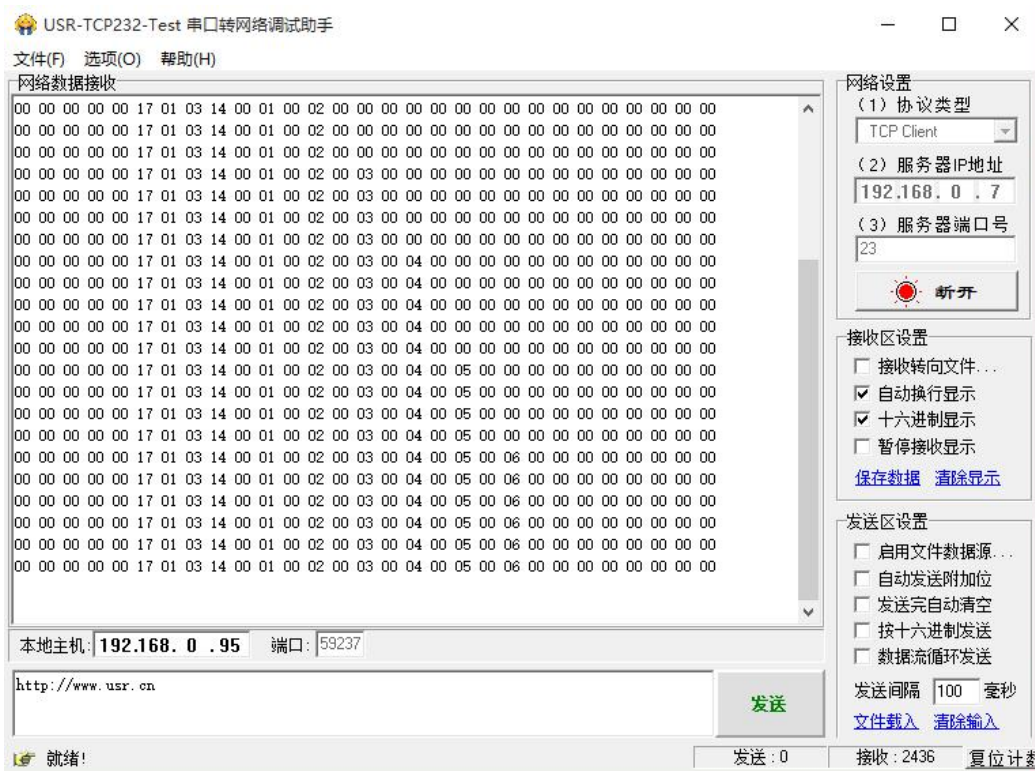 USR-TCP232-Test 串口转网络调试助手
文件(F) 选项(O) 帮助(H)
网络数据接收
00 00 00 00 00 17 01 03 14 00 01 00 02 00 00 00 00 00 00 00 00 00 00 00 00 00 00 00 00
00 00 00 00 00 17 01 03 14 00 01 00 02 00 00 00 00 00 00 00 00 00 00 00 00 00 00 00 00
00 00 00 00 00 17 01 03 14 00 01 00 02 00 00 00 00 00 00 00 00 00 00 00 00 00 00 00 00
00 00 00 00 00 17 01 03 14 00 01 00 02 00 03 00 00 00 00 00 00 00 00 00 00 00 00 00 00
00 00 00 00 00 17 01 03 14 00 01 00 02 00 03 00 00 00 00 00 00 00 00 00 00 00 00 00 00
00 00 00 00 00 17 01 03 14 00 01 00 02 00 03 00 00 00 00 00 00 00 00 00 00 00 00 00 00
00 00 00 00 00 17 01 03 14 00 01 00 02 00 03 00 00 00 00 00 00 00 00 00 00 00 00 00 00
00 00 00 00 00 17 01 03 14 00 01 00 02 00 03 00 04 00 00 00 00 00 00 00 00 00 00 00 00
00 00 00 00 00 17 01 03 14 00 01 00 02 00 03 00 04 00 00 00 00 00 00 00 00 00 00 00 00
00 00 00 00 00 17 01 03 14 00 01 00 02 00 03 00 04 00 00 00 00 00 00 00 00 00 00 00 00
00 00 00 00 00 17 01 03 14 00 01 00 02 00 03 00 04 00 00 00 00 00 00 00 00 00 00 00 00
00 00 00 00 00 17 01 03 14 00 01 00 02 00 03 00 04 00 00 00 00 00 00 00 00 00 00 00 00
00 00 00 00 00 17 01 03 14 00 01 00 02 00 03 00 04 00 05 00 00 00 00 00 00 00 00 00 00
00 00 00 00 00 17 01 03 14 00 01 00 02 00 03 00 04 00 05 00 00 00 00 00 00 00 00 00 00
00 00 00 00 00 17 01 03 14 00 01 00 02 00 03 00 04 00 05 00 00 00 00 00 00 00 00 00 00
00 00 00 00 00 17 01 03 14 00 01 00 02 00 03 00 04 00 05 00 00 00 00 00 00 00 00 00 00
00 00 00 00 00 17 01 03 14 00 01 00 02 00 03 00 04 00 05 00 06 00 00 00 00 00 00 00 00
00 00 00 00 00 17 01 03 14 00 01 00 02 00 03 00 04 00 05 00 06 00 00 00 00 00 00 00 00
00 00 00 00 00 17 01 03 14 00 01 00 02 00 03 00 04 00 05 00 06 00 00 00 00 00 00 00 00
00 00 00 00 00 17 01 03 14 00 01 00 02 00 03 00 04 00 05 00 06 00 00 00 00 00 00 00 00
00 00 00 00 00 17 01 03 14 00 01 00 02 00 03 00 04 00 05 00 06 00 00 00 00 00 00 00 00
00 00 00 00 00 17 01 03 14 00 01 00 02 00 03 00 04 00 05 00 06 00 00 00 00 00 00 00 00
本地主机: 192.168. 0 .95 端口: 59237
http://www.usr.cn
发送
网络设置
(1) 协议类型
TCP Client
(2) 服务器IP地址
192.168. 0 . 7
(3) 服务器端口号
23
断开
接收区设置
接收转向文件...
自动换行显示
十六进制显示
暂停接收显示
保存数据 清除显示
发送区设置
启用文件数据源...
自动发送附加位
发送完自动清空
按十六进制发送
数据流循环发送
发送间隔 100 毫秒
文件载入 清除输入
就绪! 发送:0 接收:2436 复位计数